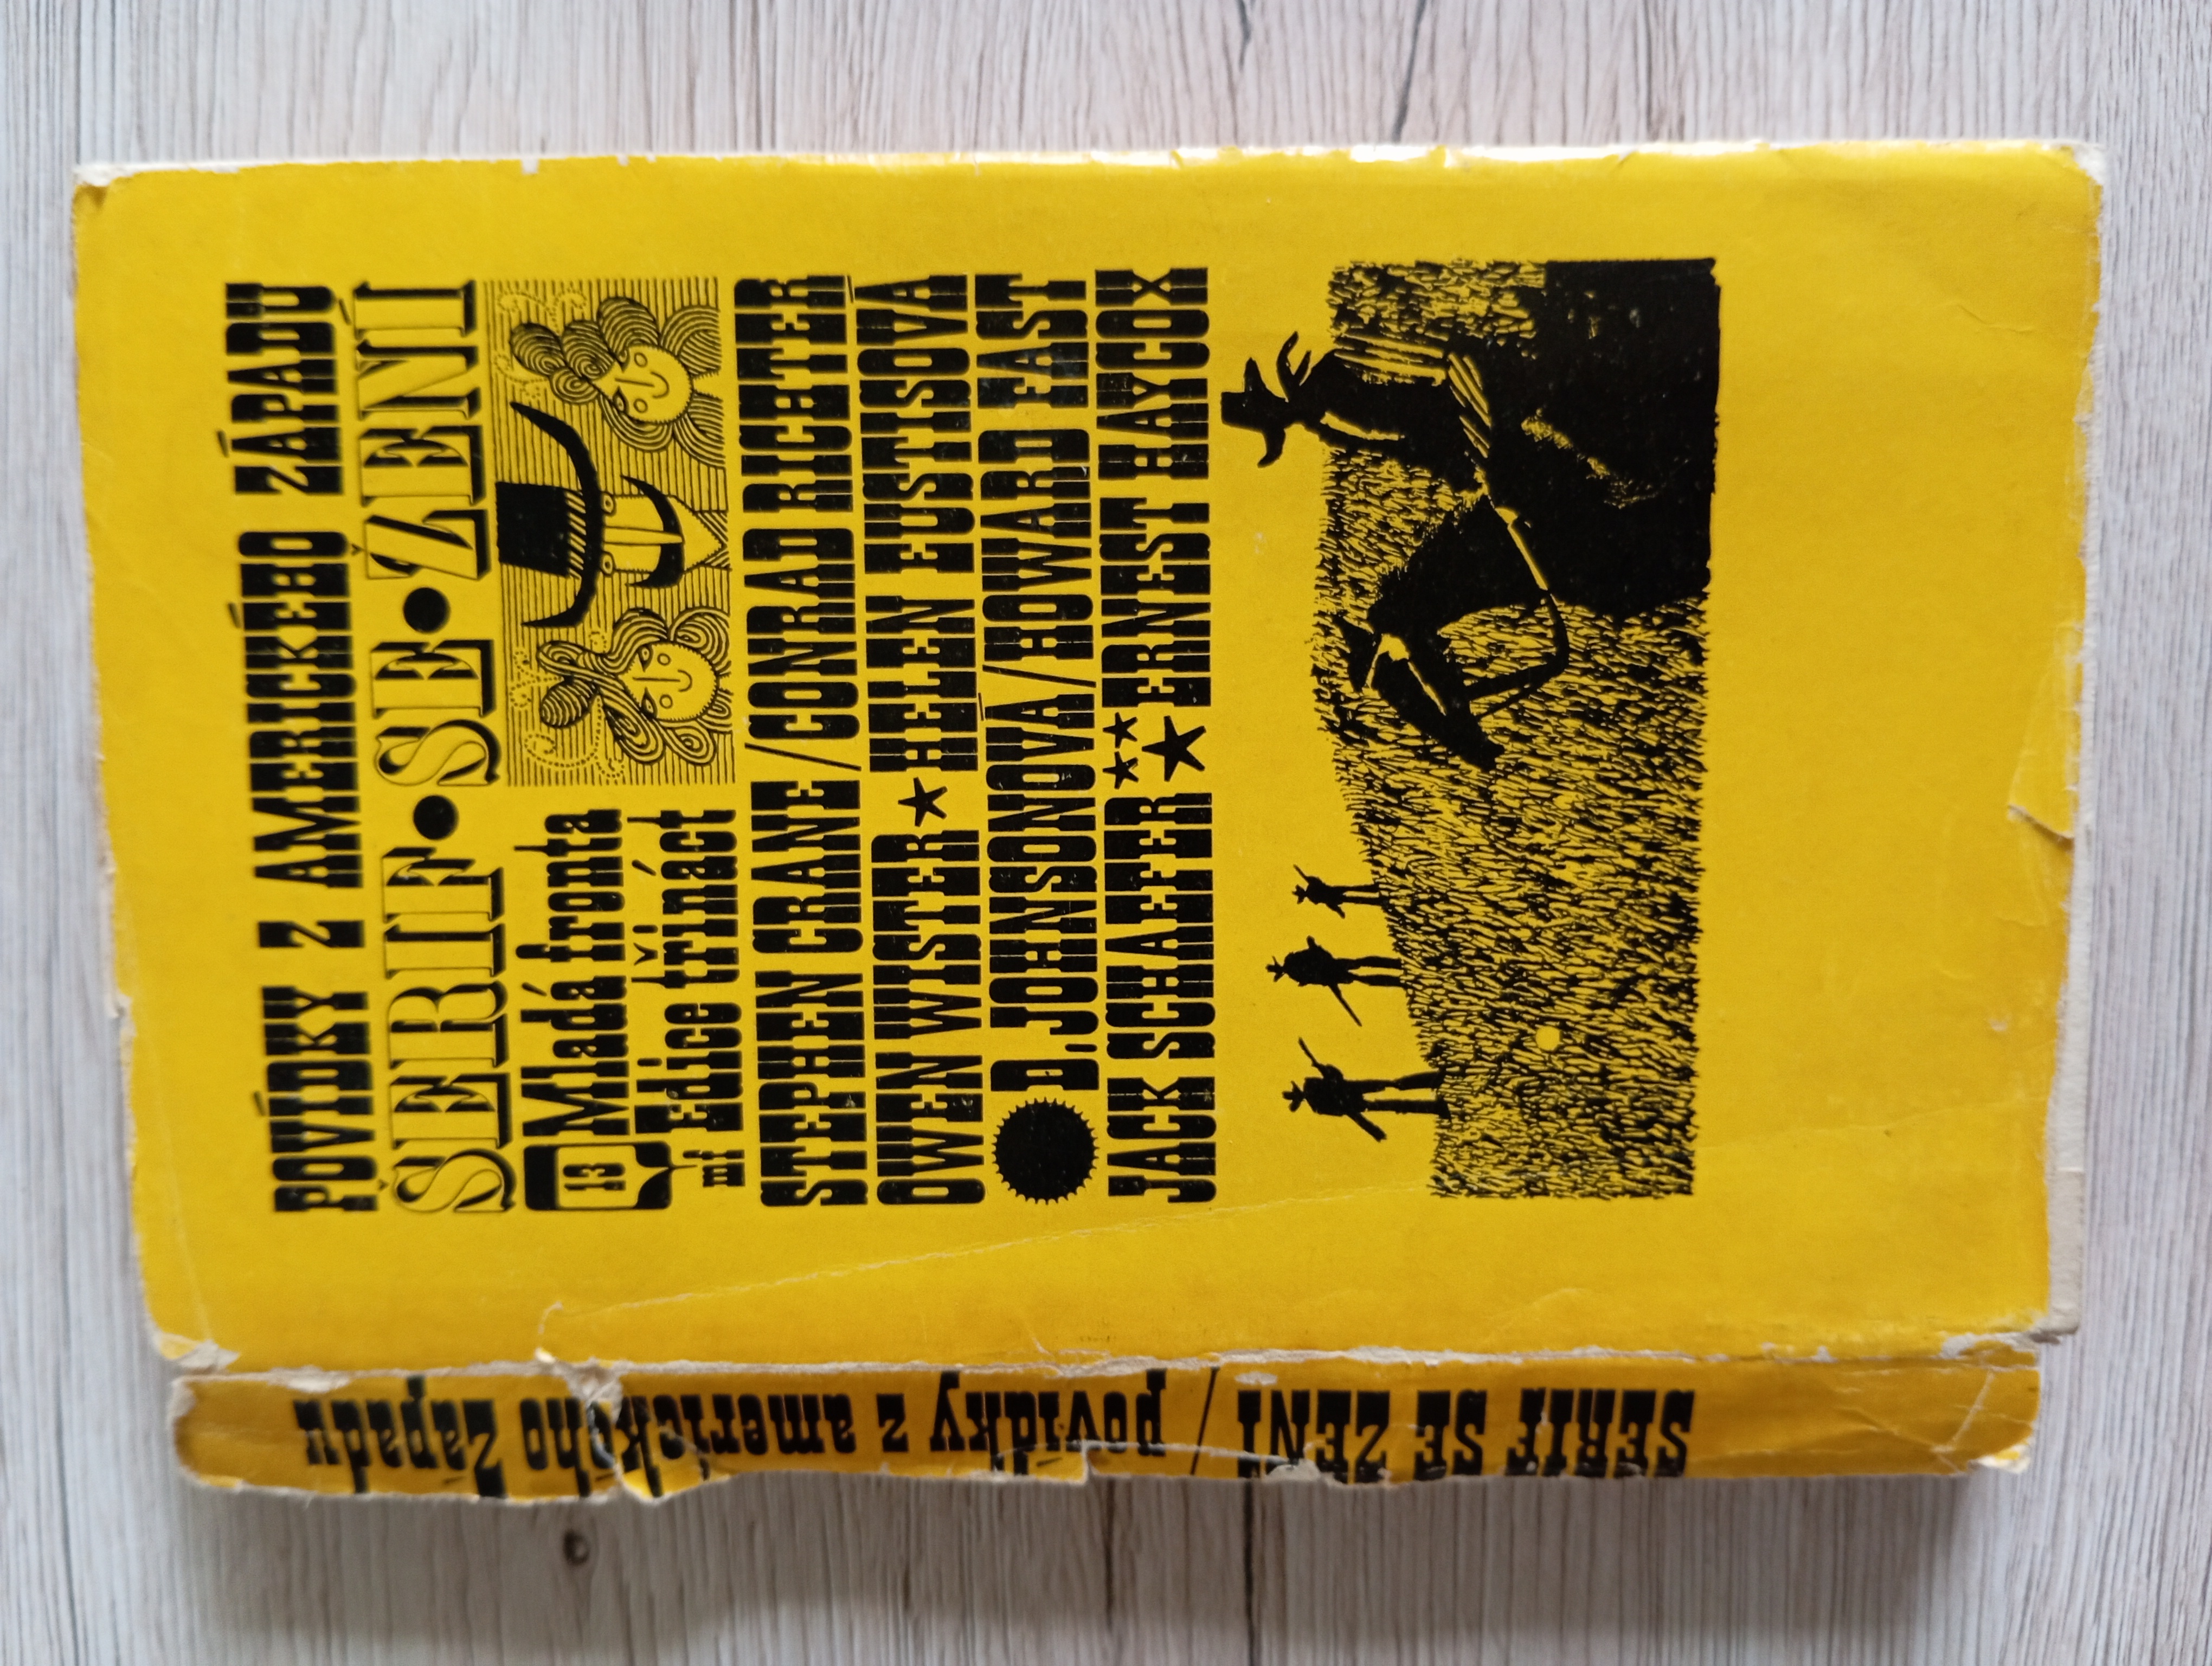 POVÍDKY Z AMERICKÉHO ZÁPADU
ŠERIF·SE·ŽENÍ
13 Mladá fronta
mf Edice třináct
STEPHEN CRANE/CONRAD RICHTER
OWEN WISTER★HELEN EUSTISOVÁ
D.JOHNSONOVÁ/HOWARD FAST
JACK SCHAEFER★★★ERNEST HAYCOX
ŠERIF SE ŽENÍ / povídky z amerického Západu